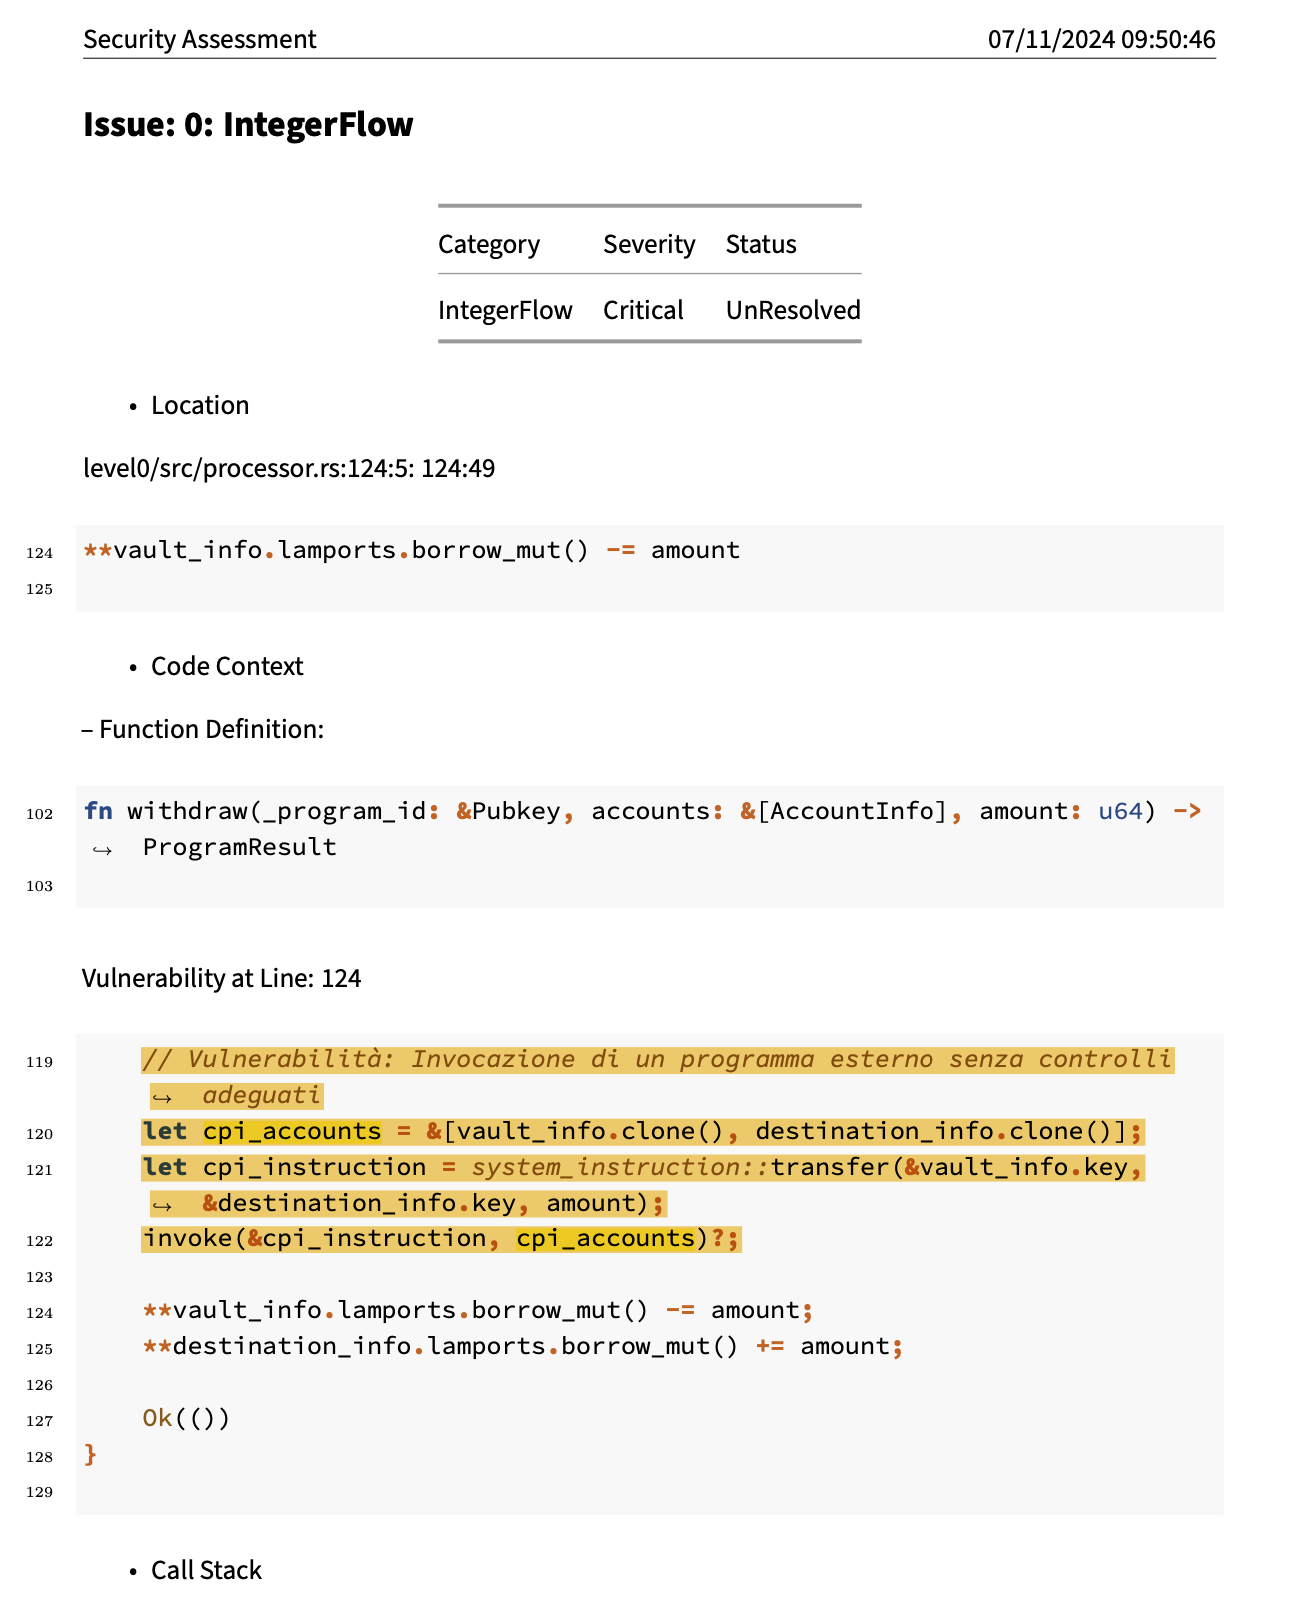 Security Assessment 07/11/2024 09:50:46
Issue: 0: IntegerFlow
Category Severity Status
IntegerFlow Critical UnResolved
• Location
level0/src/processor.rs:124:5: 124:49
124 **vault_info.lamports.borrow_mut() -= amount
125
• Code Context
– Function Definition:
102 fn withdraw(_program_id: &Pubkey, accounts: &[AccountInfo], amount: u64) ->
↪ ProgramResult
103
Vulnerability at Line: 124
119 // Vulnerabilità: Invocazione di un programma esterno senza controlli
↪ adeguati
120 let cpi_accounts = &[vault_info.clone(), destination_info.clone()];
121 let cpi_instruction = system_instruction::transfer(&vault_info.key,
↪ &destination_info.key, amount);
122 invoke(&cpi_instruction, cpi_accounts)?;
123
124 **vault_info.lamports.borrow_mut() -= amount;
125 **destination_info.lamports.borrow_mut() += amount;
126
127 Ok(())
128 }
129
• Call Stack